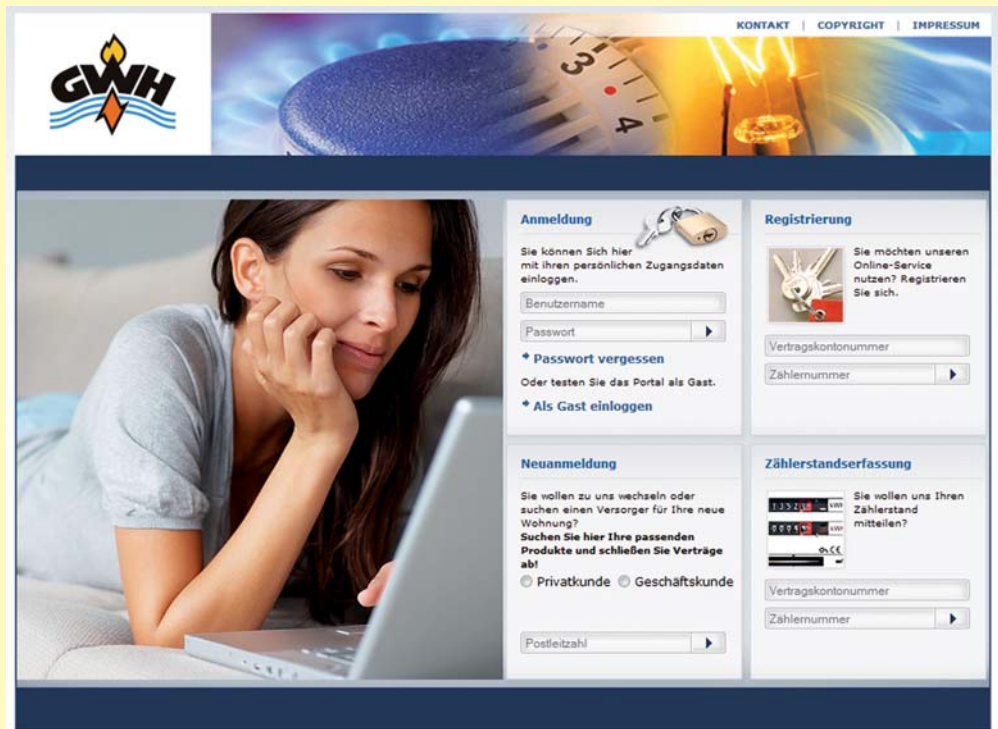 KONTAKT | COPYRIGHT | IMPRESSUM
GWH
3
4
Anmeldung
Sie können Sich hier
mit ihren persönlichen Zugangsdaten
einloggen.
Benutzername
Passwort
Passwort vergessen
Oder testen Sie das Portal als Gast.
Als Gast einloggen
Registrierung
Sie möchten unseren
Online-Service
nutzen? Registrieren
Sie sich.
Vertragskontonummer
Zählernummer
Neuanmeldung
Sie wollen zu uns wechseln oder
suchen einen Versorger für Ihre neue
Wohnung?
Suchen Sie hier Ihre passenden
Produkte und schließen Sie Verträge
ab!
Privatkunde Geschäftskunde
Postleitzahl
Zählerstandserfassung
Sie wollen uns Ihren
Zählerstand
mitteilen?
Vertragskontonummer
Zählernummer